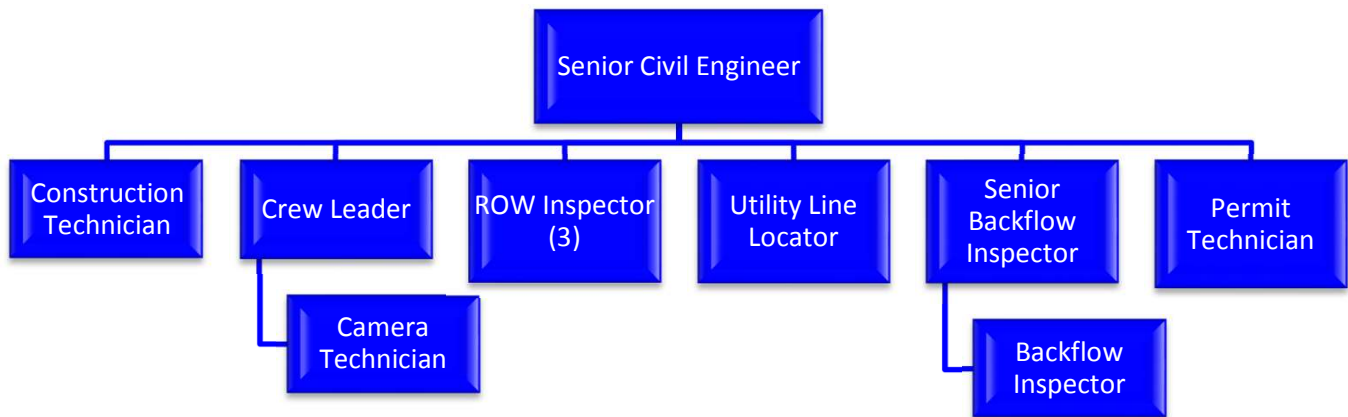 Senior Civil Engineer
Construction
Technician
Crew Leader
ROW Inspector
(3)
Utility Line
Locator
Senior
Backflow
Inspector
Permit
Technician
Camera
Technician
Backflow
Inspector